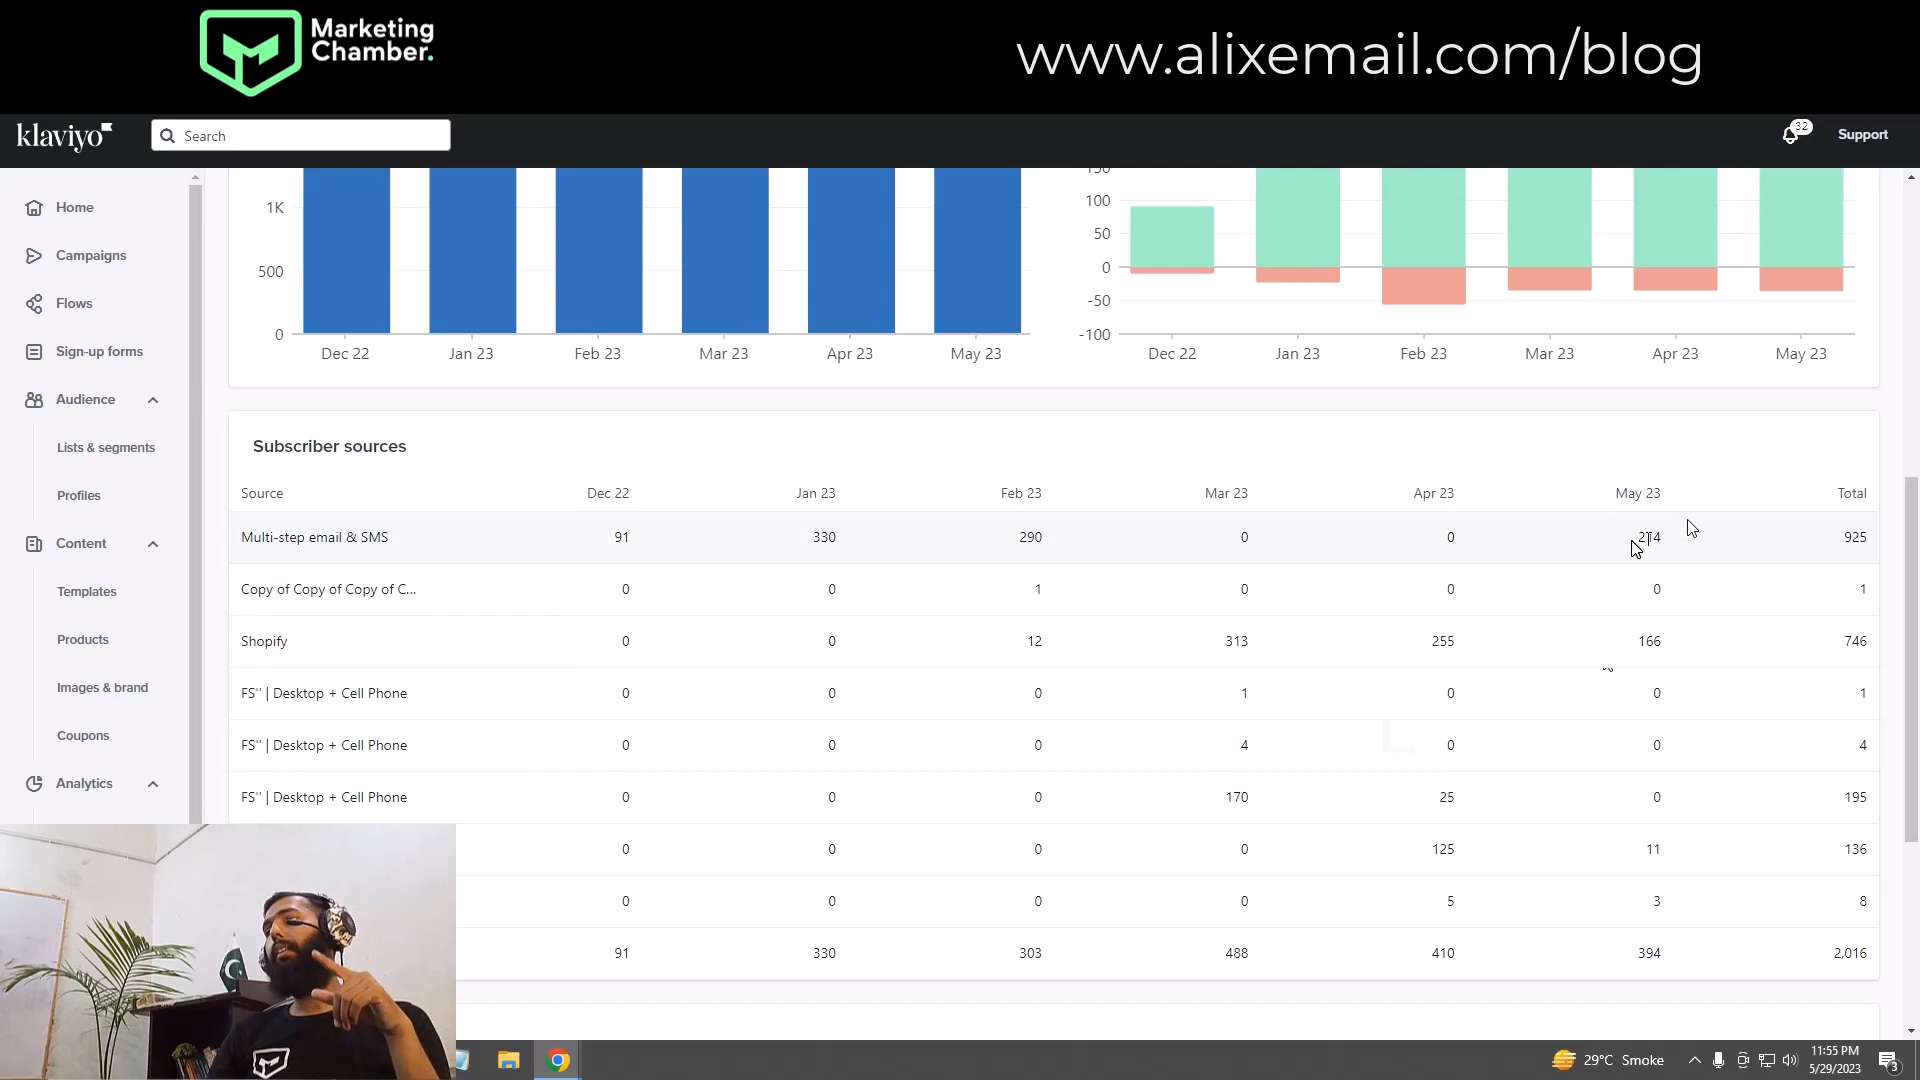 Marketing
Chamber.
www.alixemail.com/blog
klaviyo
Search
32
Support
Home
Campaigns
Flows
Sign-up forms
Audience
Lists & segments
Profiles
Content
Templates
Products
Images & brand
Coupons
Analytics
1K
500
0
Dec 22 Jan 23 Feb 23 Mar 23 Apr 23 May 23
150
100
50
0
-50
-100
Dec 22 Jan 23 Feb 23 Mar 23 Apr 23 May 23
Subscriber sources
Source Dec 22 Jan 23 Feb 23 Mar 23 Apr 23 May 23 Total
Multi-step email & SMS 91 330 290 0 0 214 925
Copy of Copy of Copy of C... 0 0 1 0 0 0 1
Shopify 0 0 12 313 255 166 746
FS" | Desktop + Cell Phone 0 0 0 1 0 0 1
FS" | Desktop + Cell Phone 0 0 0 4 0 0 4
FS" | Desktop + Cell Phone 0 0 0 170 25 0 195
0 0 0 0 125 11 136
0 0 0 0 5 3 8
91 330 303 488 410 394 2,016
29°C Smoke
11:55 PM
5/29/2023
3